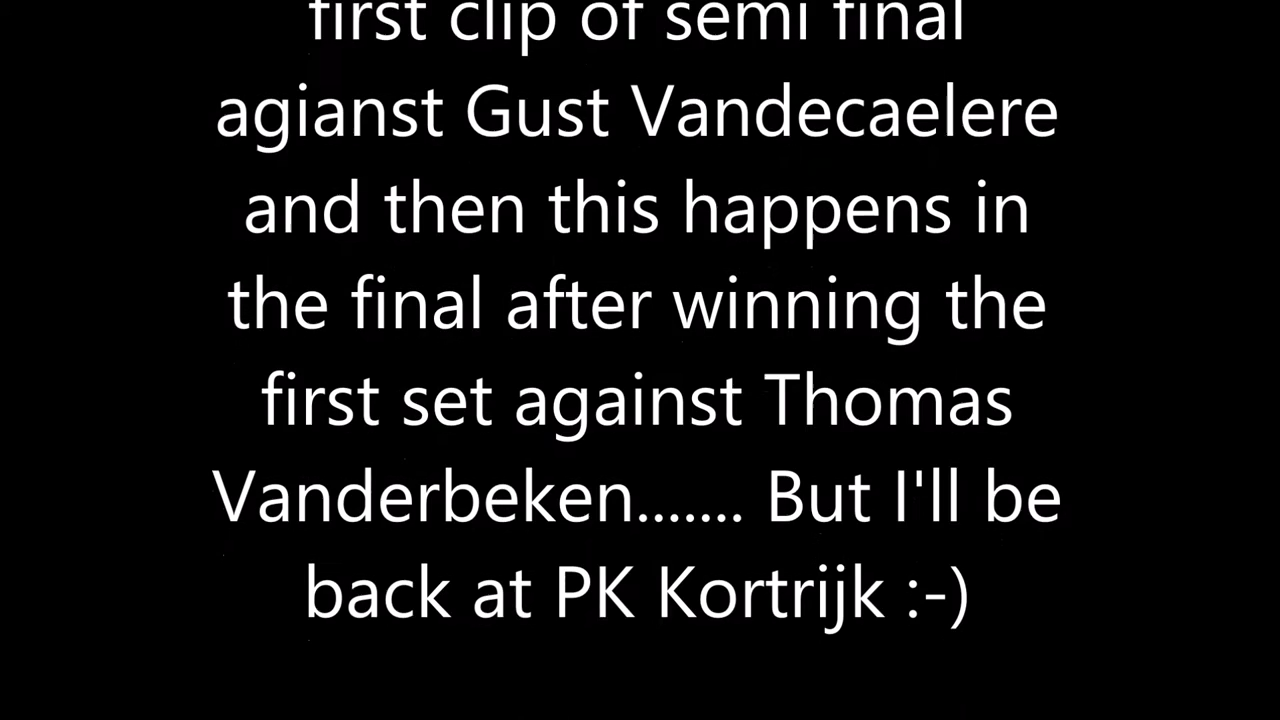 first clip of semi final
agianst Gust Vandecaelere
and then this happens in
the final after winning the
first set against Thomas
Vanderbeken....... But I'll be
back at PK Kortrijk :-)